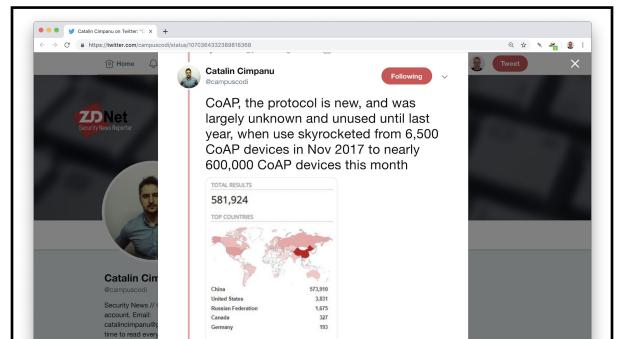 Catalin Cimpanu on Twitter: "C
https://twitter.com/campuscodi/status/1070364332369816368
Home
Tweet
Catalin Cimpanu
@campuscodi
Following
ZDNet
Security News Reporter
CoAP, the protocol is new, and was
largely unknown and unused until last
year, when use skyrocketed from 6,500
CoAP devices in Nov 2017 to nearly
600,000 CoAP devices this month
TOTAL RESULTS
581,924
TOP COUNTRIES
China 573,910
United States 3,831
Russian Federation 1,675
Canada 327
Germany 193
Catalin Cim
@campuscodi
Security News //
account. Email:
catalincimpanu@
time to read every